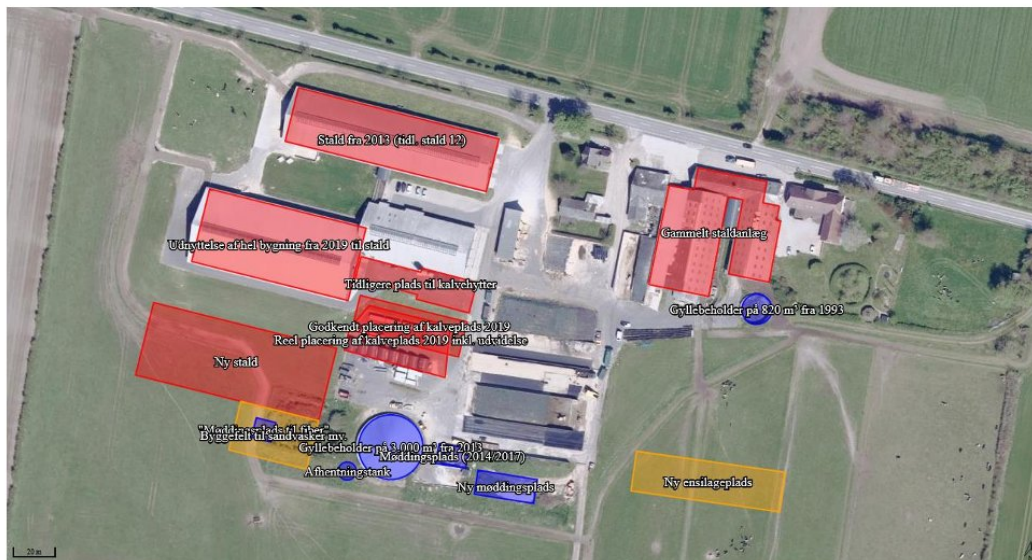 Stald fra 2013 (tidl. stald 12)
Gammelt staldanlæg
Udnyttelse af hel bygning fra 2019 til stald
Tidligere plads til kalvehytter
Gyllebeholder på 820 m³ fra 1993
Godkendt placering af kalveplads 2019
Reel placering af kalveplads 2019 inkl. udvidelse
Ny stald
"Møddingsplads til fiber"
Byggefelt til sandvasker mv.
Gyllebeholder på 3.000 m³ fra 2013
Møddingsplads (2014/2017)
Afhentningstank
Ny møddingsplads
Ny ensilageplads
20 m